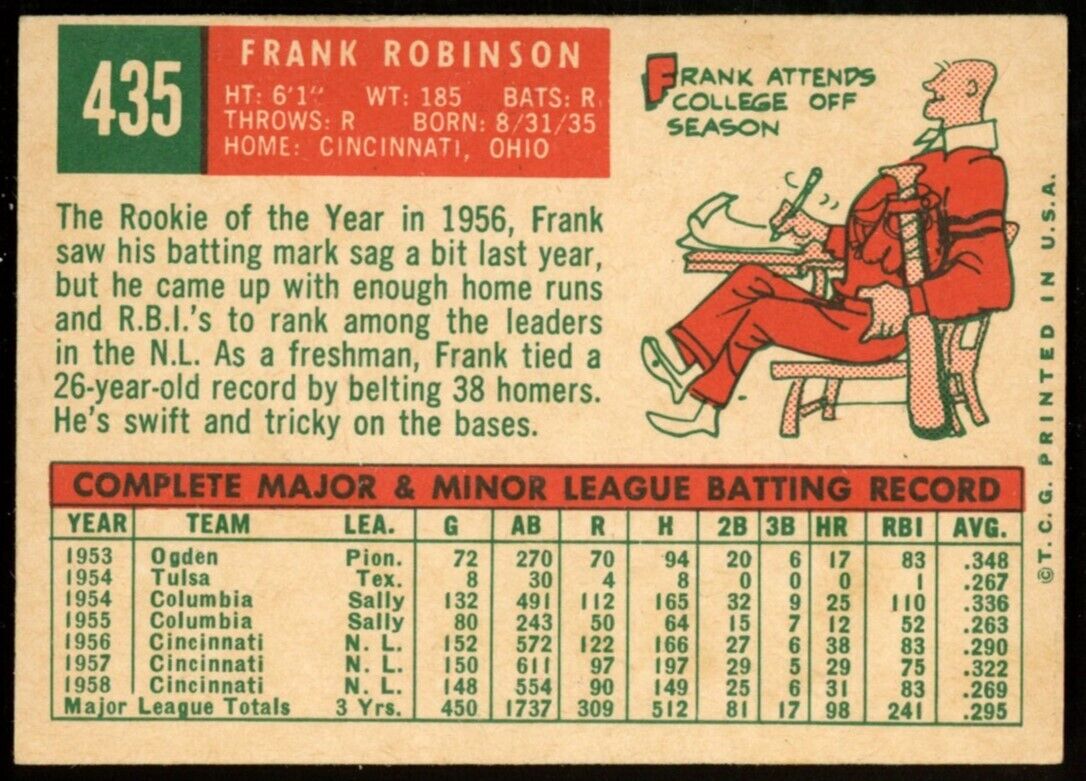 435
FRANK ROBINSON
HT: 6'1" WT: 185 BATS: R
THROWS: R BORN: 8/31/35
HOME: CINCINNATI, OHIO
FRANK ATTENDS
COLLEGE OFF
SEASON
The Rookie of the Year in 1956, Frank
saw his batting mark sag a bit last year,
but he came up with enough home runs
and R.B.I.'s to rank among the leaders
in the N.L. As a freshman, Frank tied a
26-year-old record by belting 38 homers.
He's swift and tricky on the bases.
COMPLETE MAJOR & MINOR LEAGUE BATTING RECORD
YEAR TEAM LEA. G AB R H 2B 3B HR RBI AVG.
1953 Ogden Pion. 72 270 70 94 20 6 17 83 .348
1954 Tulsa Tex. 8 30 4 8 0 0 0 1 .267
1954 Columbia Sally 132 491 112 165 32 9 25 110 .336
1955 Columbia Sally 80 243 50 64 15 7 12 52 .263
1956 Cincinnati N. L. 152 572 122 166 27 6 38 83 .290
1957 Cincinnati N. L. 150 611 97 197 29 5 29 75 .322
1958 Cincinnati N. L. 148 554 90 149 25 6 31 83 .269
Major League Totals 3 Yrs. 450 1737 309 512 81 17 98 241 .295
© T. C. G. PRINTED IN U.S.A.